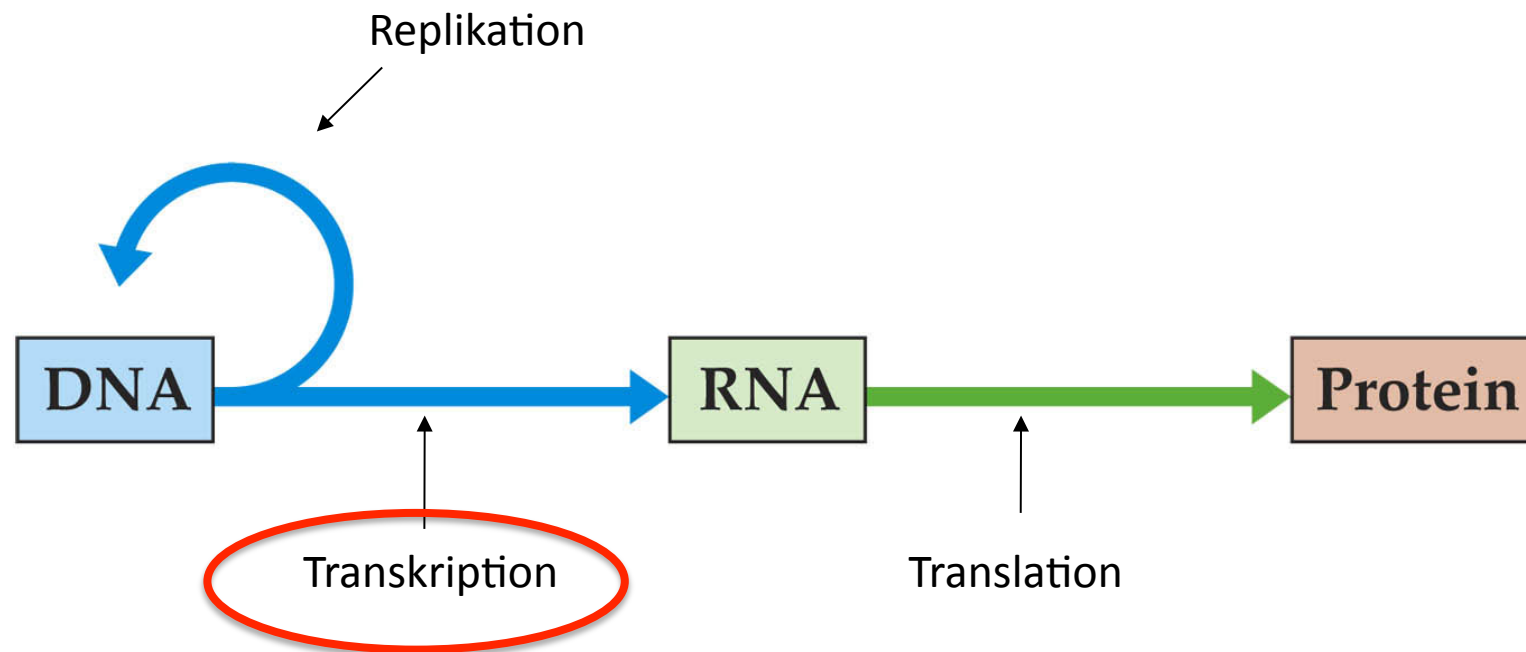 Replikation
DNA
RNA
Protein
Transkription
Translation